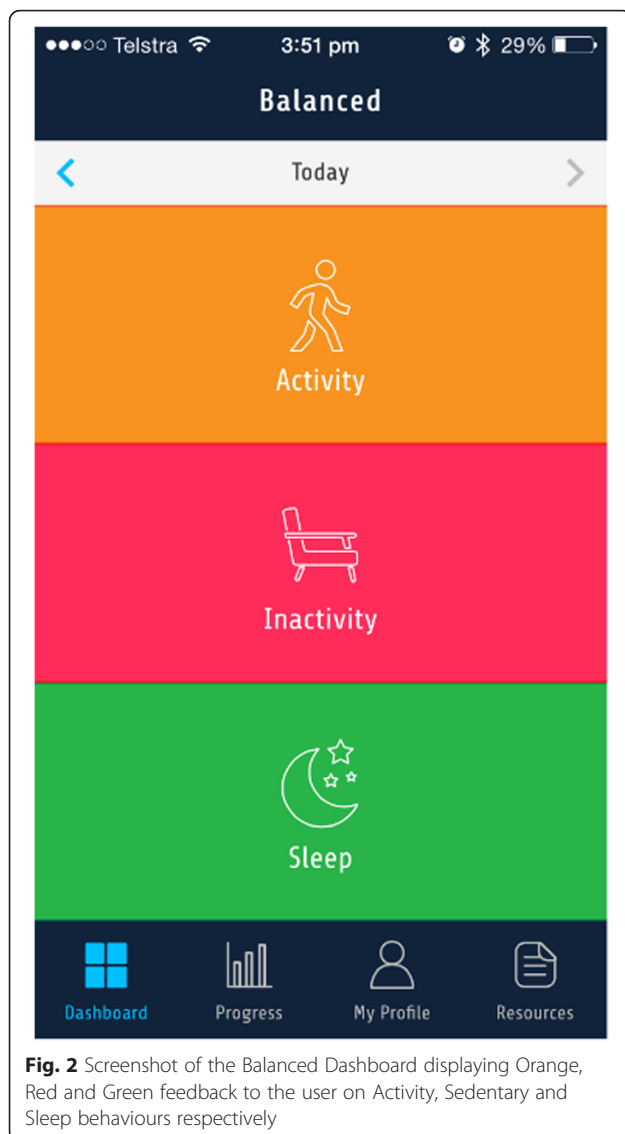 ●●●○○ Telstra 3:51 pm 29%
Balanced
Today
Activity
Inactivity
Sleep
Dashboard Progress My Profile Resources
Fig. 2 Screenshot of the Balanced Dashboard displaying Orange,
Red and Green feedback to the user on Activity, Sedentary and
Sleep behaviours respectively